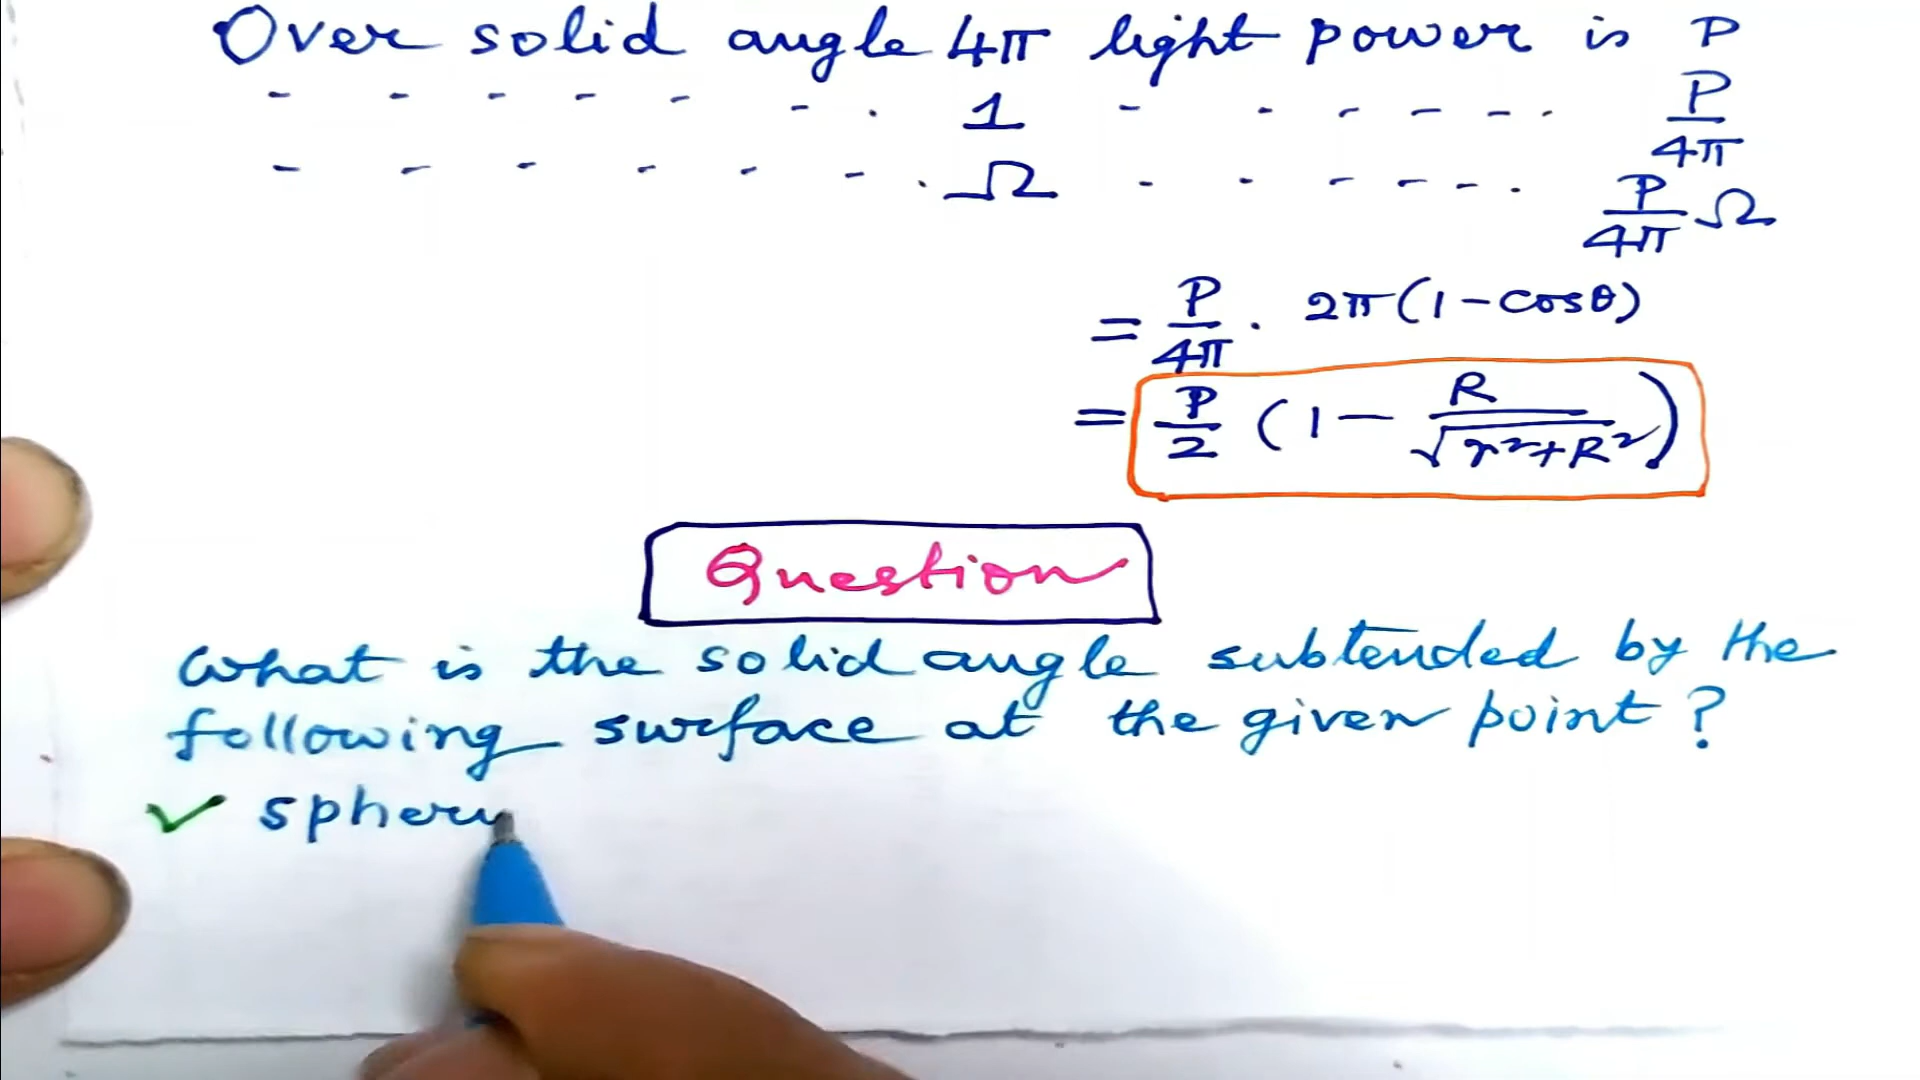 Over solid angle 4π light power is P
- - - - - - . 1 - - - - - - . P/4π
- - - - - - . Ω - - - - - - . P/4π Ω
= P/4π . 2π(1-cosθ)
= P/2 (1 - R/√r²+R²)
Question
What is the solid angle subtended by the
following surface at the given point?
✓ spher